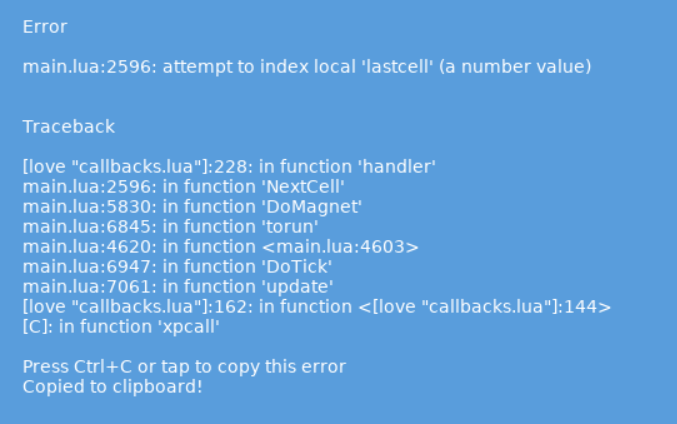 Error
main.lua:2596: attempt to index local 'lastcell' (a number value)
Traceback
[love "callbacks.lua"]:228: in function 'handler'
main.lua:2596: in function 'NextCell'
main.lua:5830: in function 'DoMagnet'
main.lua:6845: in function 'torun'
main.lua:4620: in function <main.lua:4603>
main.lua:6947: in function 'DoTick'
main.lua:7061: in function 'update'
[love "callbacks.lua"]:162: in function <[love "callbacks.lua"]:144>
[C]: in function 'xpcall'
Press Ctrl+C or tap to copy this error
Copied to clipboard!